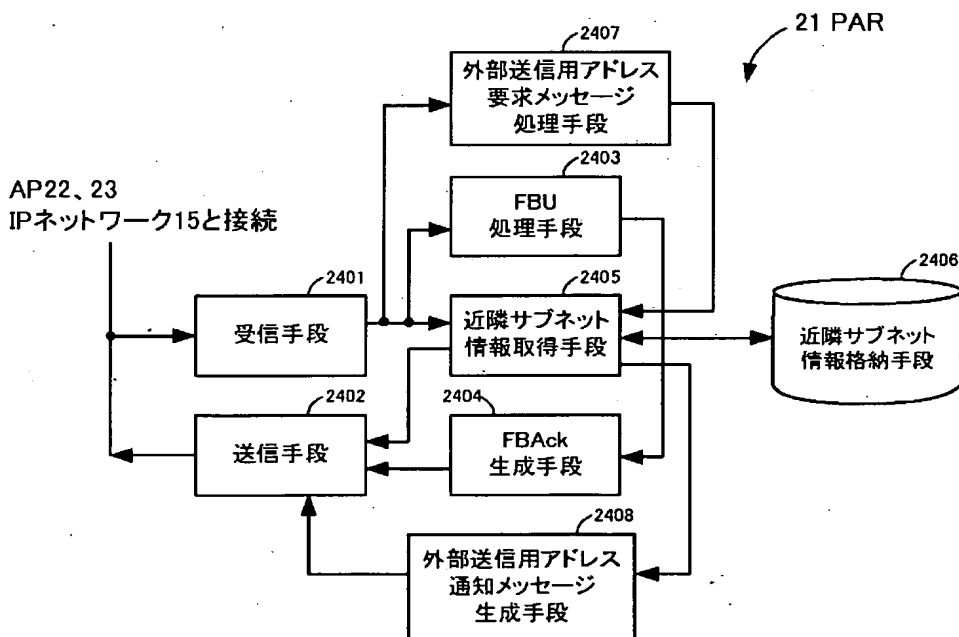 21 PAR
2407
外部送信用アドレス
要求メッセージ
処理手段
2403
FBU
処理手段
AP22、23
IPネットワーク15と接続
2401
受信手段
2405
近隣サブネット
情報取得手段
2406
近隣サブネット
情報格納手段
2402
送信手段
2404
FBAck
生成手段
2408
外部送信用アドレス
通知メッセージ
生成手段